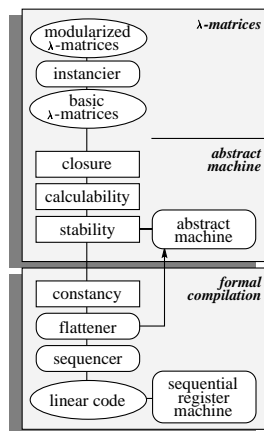 modularized
λ-matrices
λ-matrices
instancier
basic
λ-matrices
abstract
machine
closure
calculability
stability
abstract
machine
constancy
formal
compilation
flattener
sequencer
linear code
sequential
register
machine